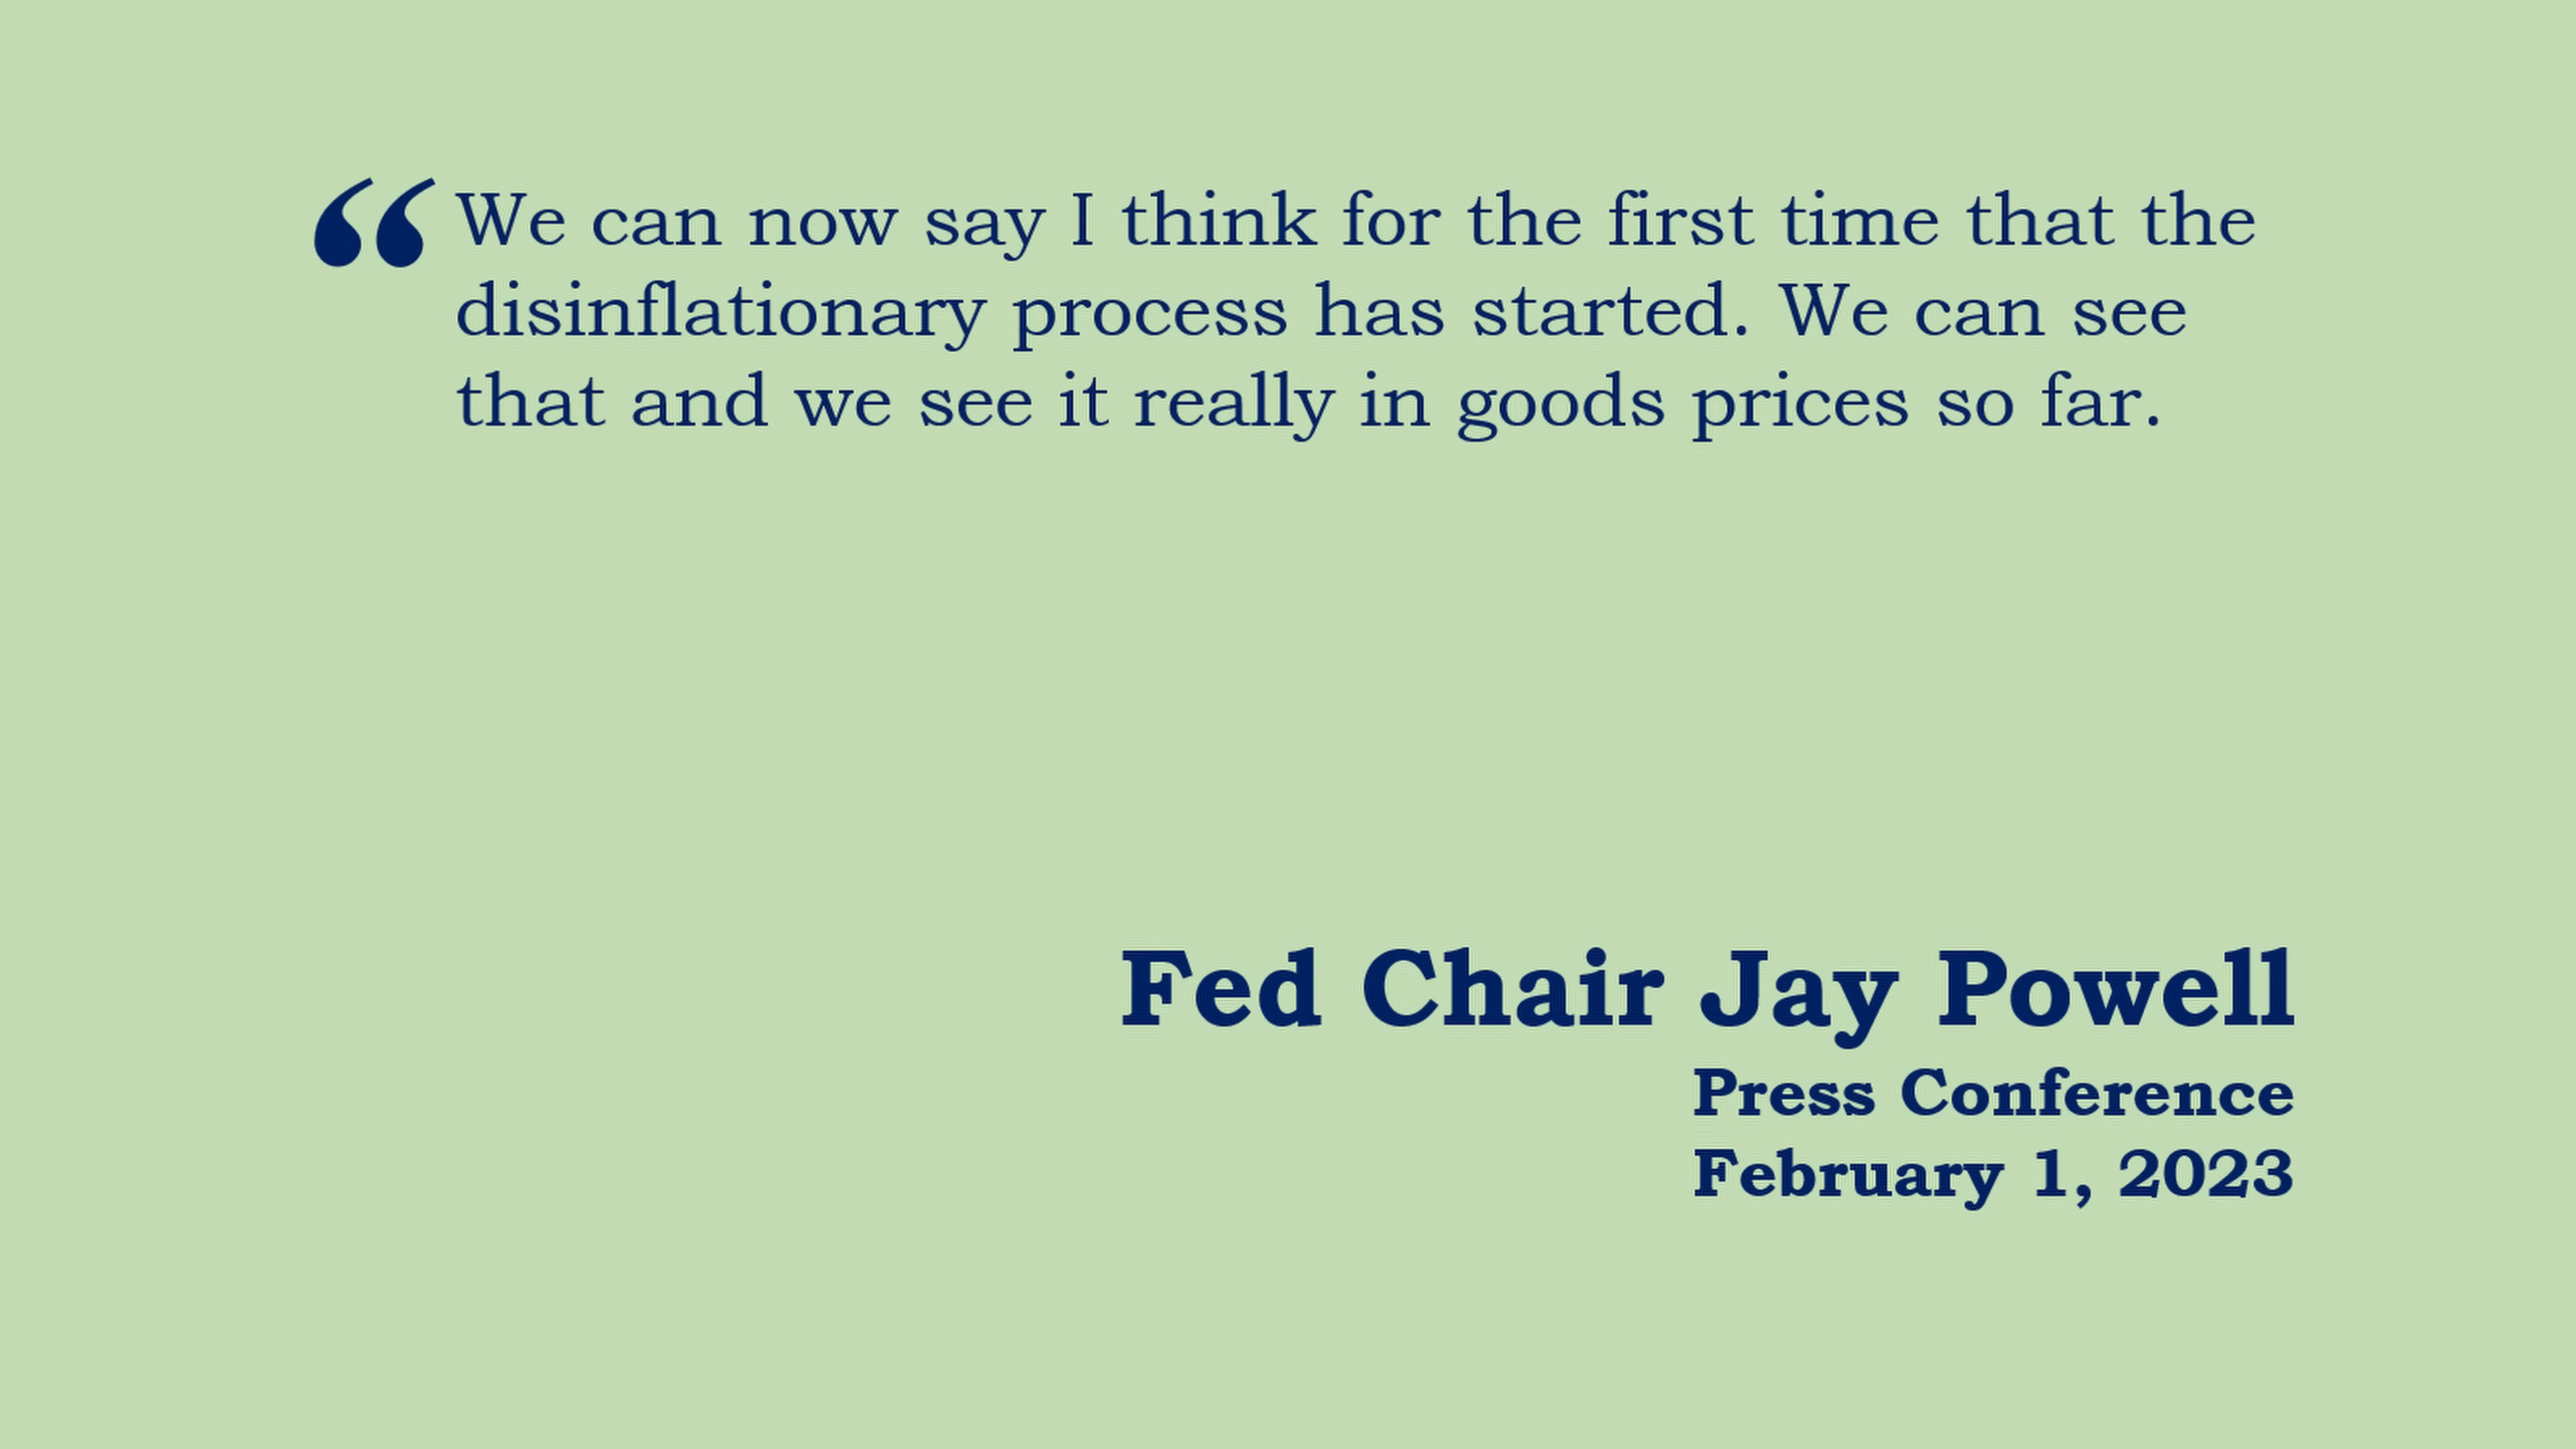 “We can now say I think for the first time that the
disinflationary process has started. We can see
that and we see it really in goods prices so far.
Fed Chair Jay Powell
Press Conference
February 1, 2023